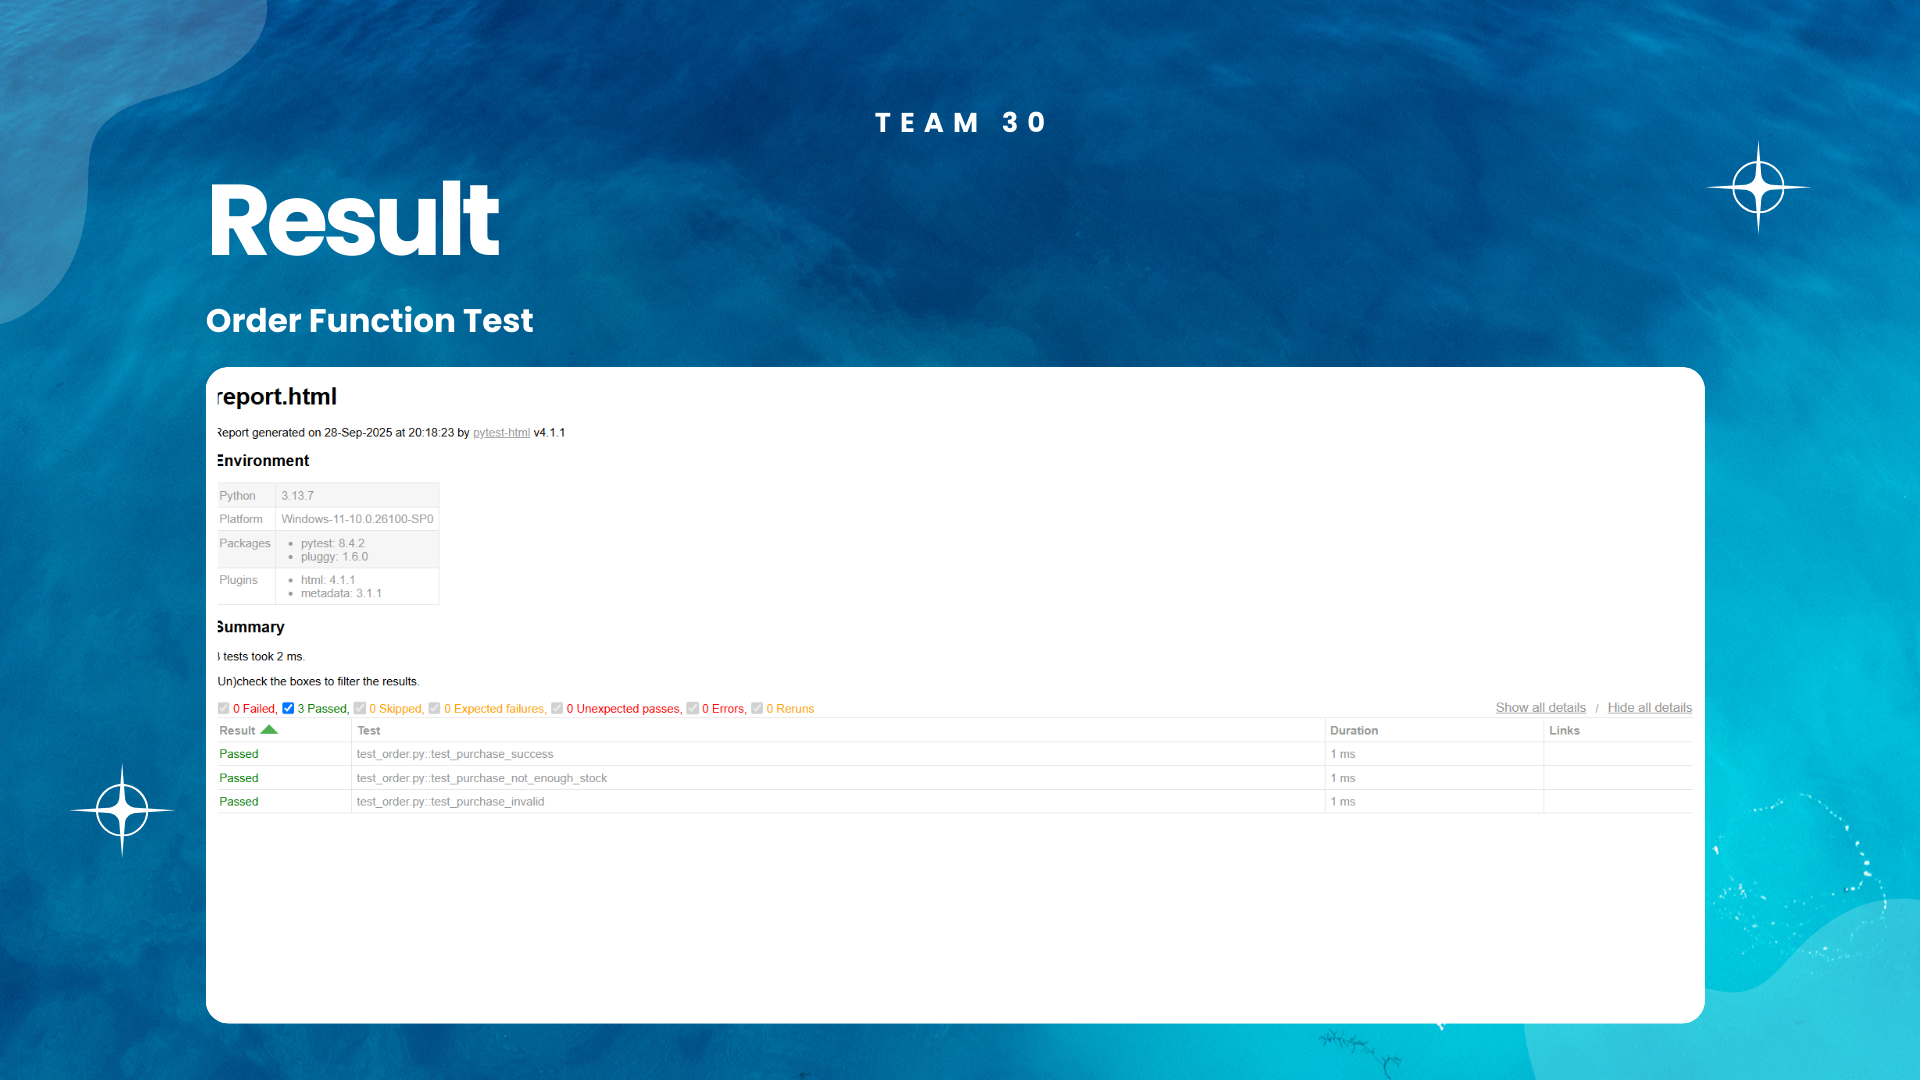 TEAM 30
Result
Order Function Test
report.html
Report generated on 28-Sep-2025 at 20:18:23 by pytest-html v4.1.1
Environment
Python 3.13.7
Platform Windows-11-10.0.26100-SP0
Packages • pytest: 8.4.2
• pluggy: 1.6.0
Plugins • html: 4.1.1
• metadata: 3.1.1
Summary
tests took 2 ms.
Un)check the boxes to filter the results.
0 Failed, 3 Passed, 0 Skipped, 0 Expected failures, 0 Unexpected passes, 0 Errors, 0 Reruns Show all details / Hide all details
Result Test Duration Links
Passed test_order.py::test_purchase_success 1 ms
Passed test_order.py::test_purchase_not_enough_stock 1 ms
Passed test_order.py::test_purchase_invalid 1 ms